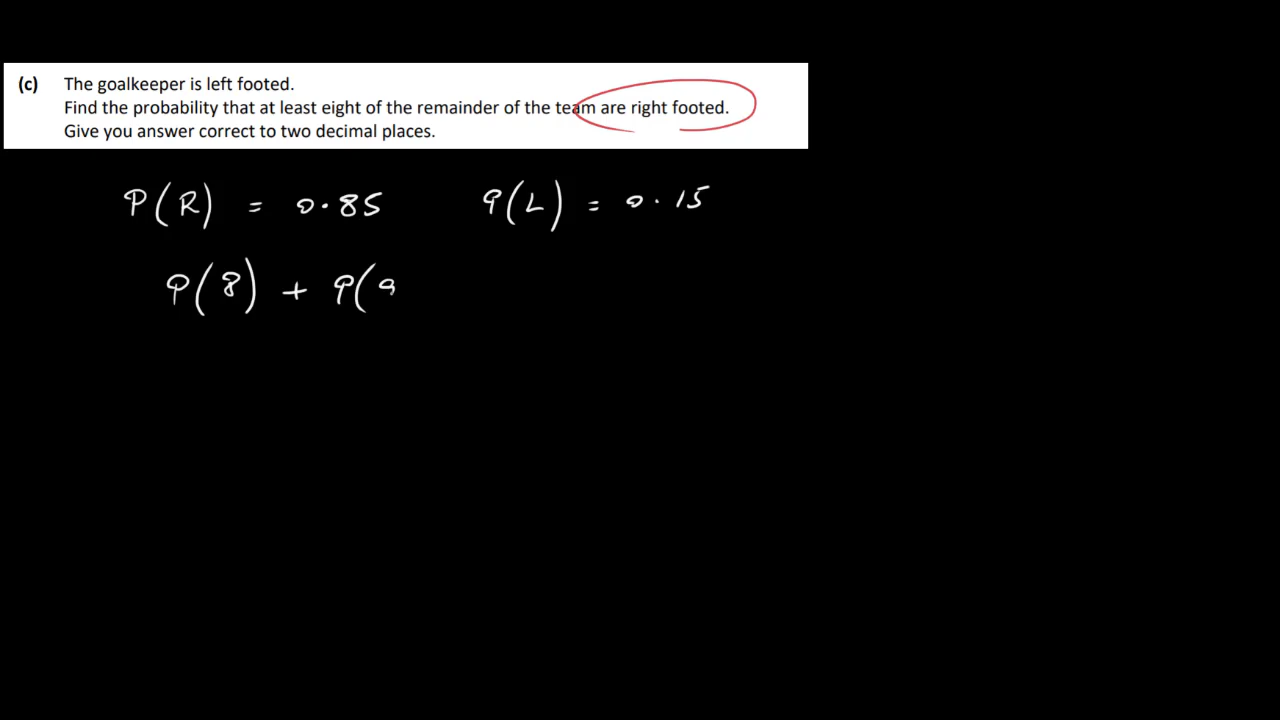 (c) The goalkeeper is left footed.
Find the probability that at least eight of the remainder of the team are right footed.
Give you answer correct to two decimal places.
P(R) = 0.85 P(L) = 0.15
P(8) + P(9